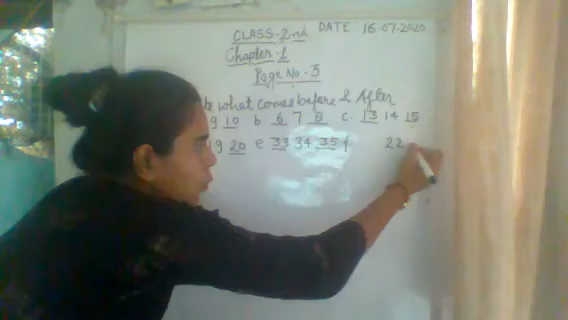 CLASS-2nd DATE 16-07-2020
Chapter-1
Page No.-3
what comes before & After
9 10 b 6 7 8 c 13 14 15
19 20 e 33 34 35 f 22